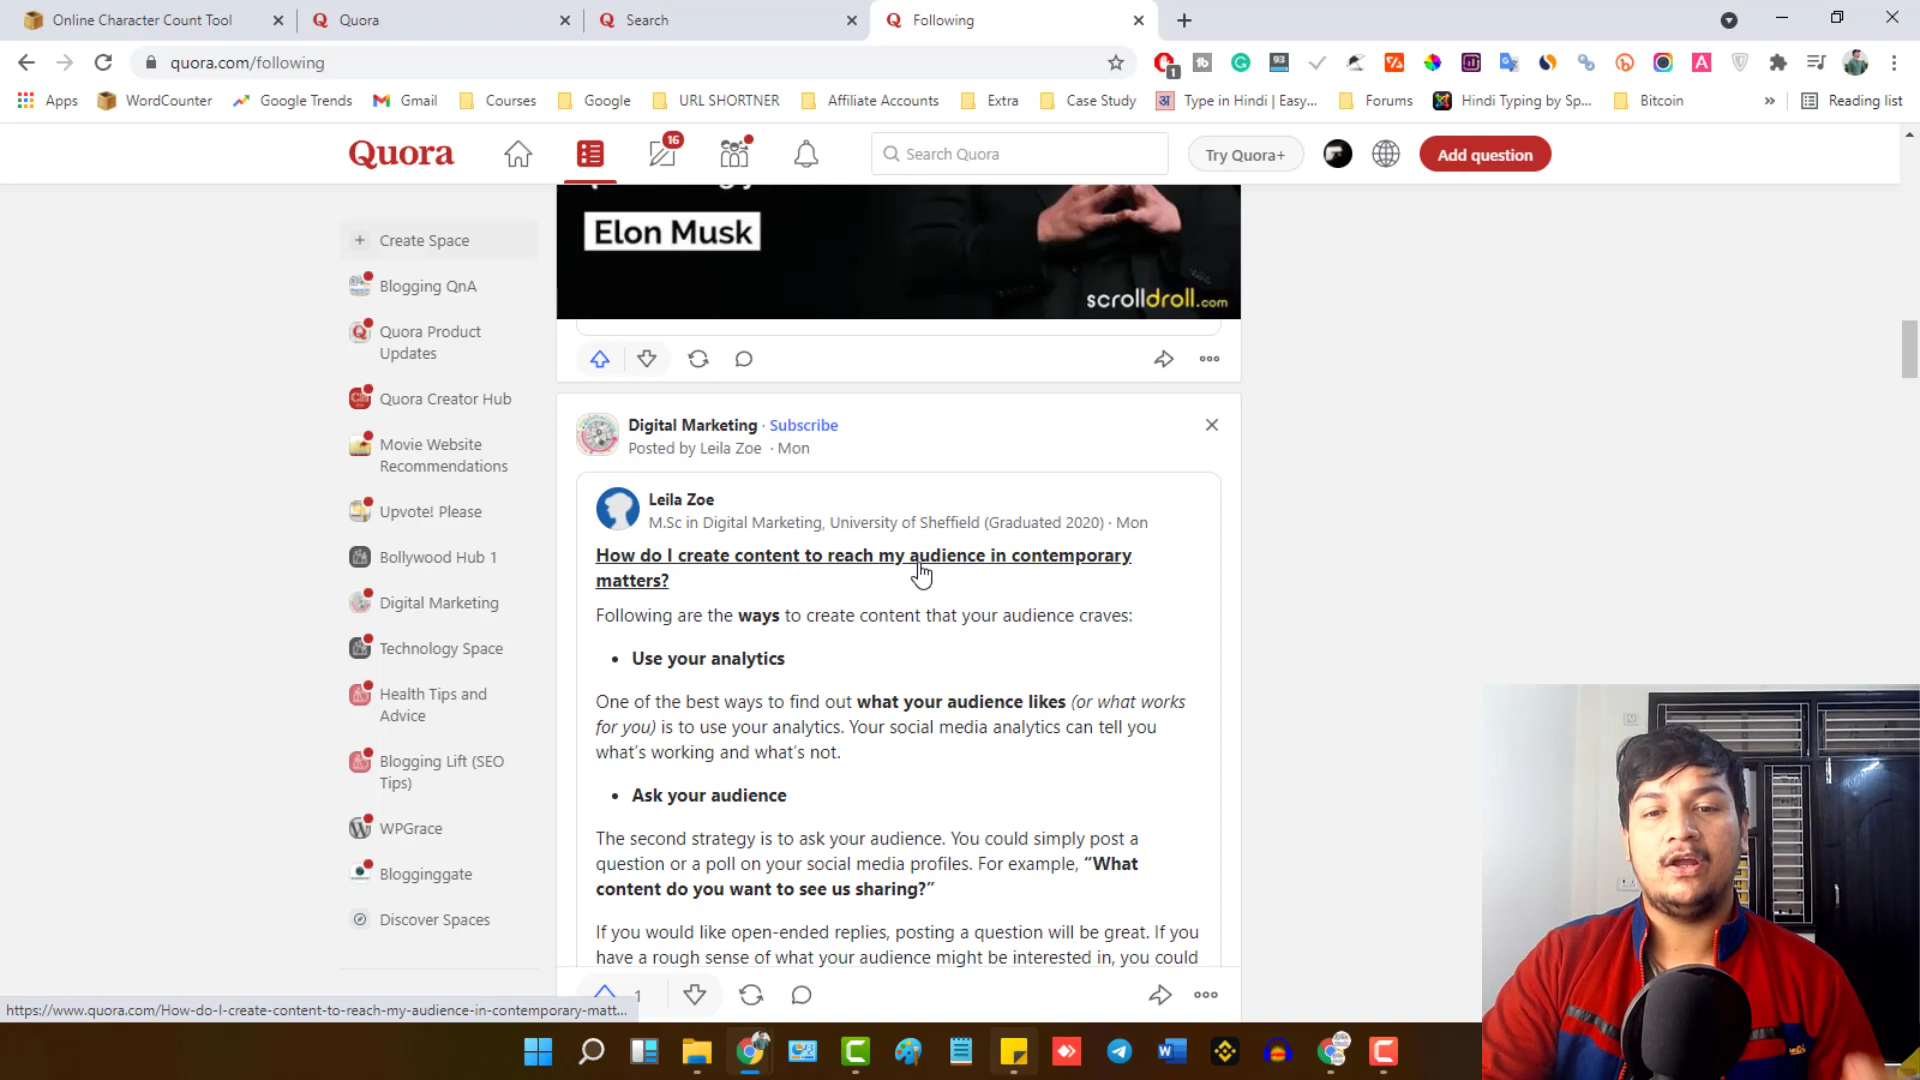 Online Character Count Tool
Quora
Search
Following
quora.com/following
1
93
Apps
WordCounter
Google Trends
Gmail
Courses
Google
URL SHORTNER
Affiliate Accounts
Extra
Case Study
Type in Hindi | Easy...
Forums
Hindi Typing by Sp...
Bitcoin
»
Reading list
Quora
16
Search Quora
Try Quora+
Add question
Create Space
Blogging QnA
Quora Product
Updates
Quora Creator Hub
Movie Website
Recommendations
Upvote! Please
Bollywood Hub 1
Digital Marketing
Technology Space
Health Tips and
Advice
Blogging Lift (SEO
Tips)
WPGrace
Blogginggate
Discover Spaces
Elon Musk
scrolldroll.com
Digital Marketing · Subscribe
Posted by Leila Zoe · Mon
Leila Zoe
M.Sc in Digital Marketing, University of Sheffield (Graduated 2020) · Mon
How do I create content to reach my audience in contemporary
matters?
Following are the ways to create content that your audience craves:
• Use your analytics
One of the best ways to find out what your audience likes (or what works
for you) is to use your analytics. Your social media analytics can tell you
what's working and what's not.
• Ask your audience
The second strategy is to ask your audience. You could simply post a
question or a poll on your social media profiles. For example, “What
content do you want to see us sharing?”
If you would like open-ended replies, posting a question will be great. If you
have a rough sense of what your audience might be interested in, you could
1
https://www.quora.com/How-do-I-create-content-to-reach-my-audience-in-contemporary-matt...